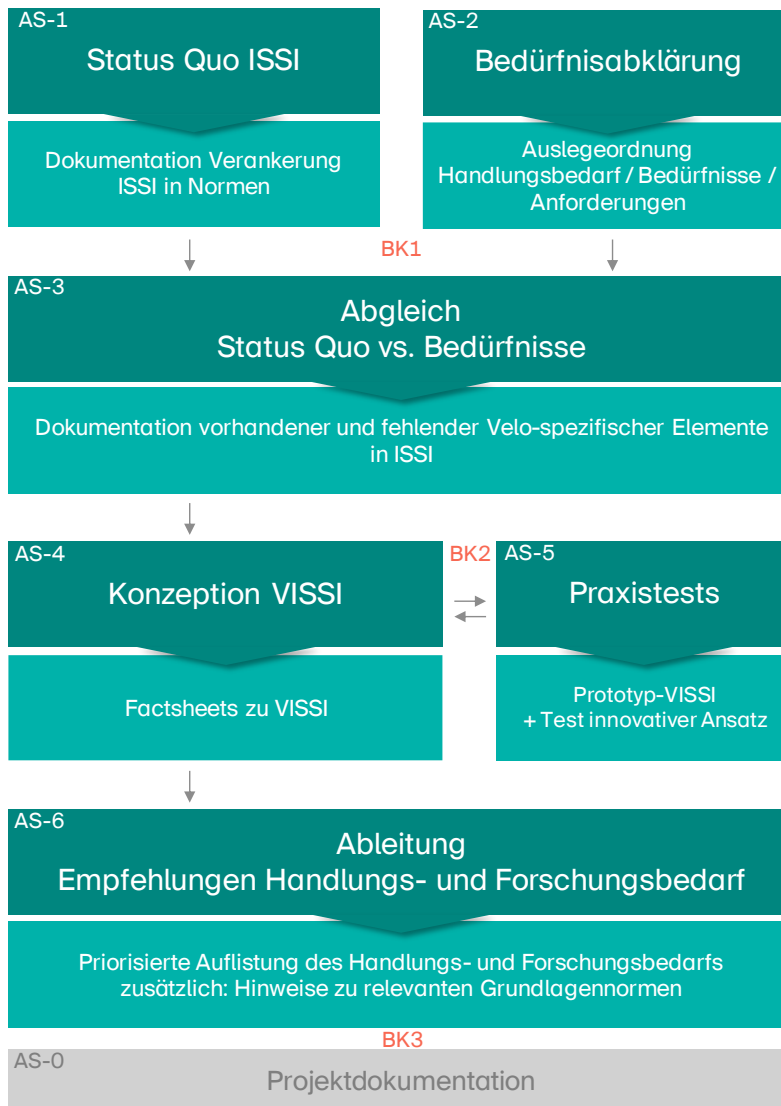 AS-1
Status Quo ISSI
Dokumentation Verankerung
ISSI in Normen
AS-2
Bedürfnisabklärung
Auslegeordnung
Handlungsbedarf / Bedürfnisse /
Anforderungen
BK1
AS-3
Abgleich
Status Quo vs. Bedürfnisse
Dokumentation vorhandener und fehlender Velo-spezifischer Elemente
in ISSI
AS-4
Konzeption VISSI
Factsheets zu VISSI
BK2
AS-5
Praxistests
Prototyp-VISSI
+ Test innovativer Ansatz
AS-6
Ableitung
Empfehlungen Handlungs- und Forschungsbedarf
Priorisierte Auflistung des Handlungs- und Forschungsbedarfs
zusätzlich: Hinweise zu relevanten Grundlagennormen
BK3
AS-0
Projektdokumentation